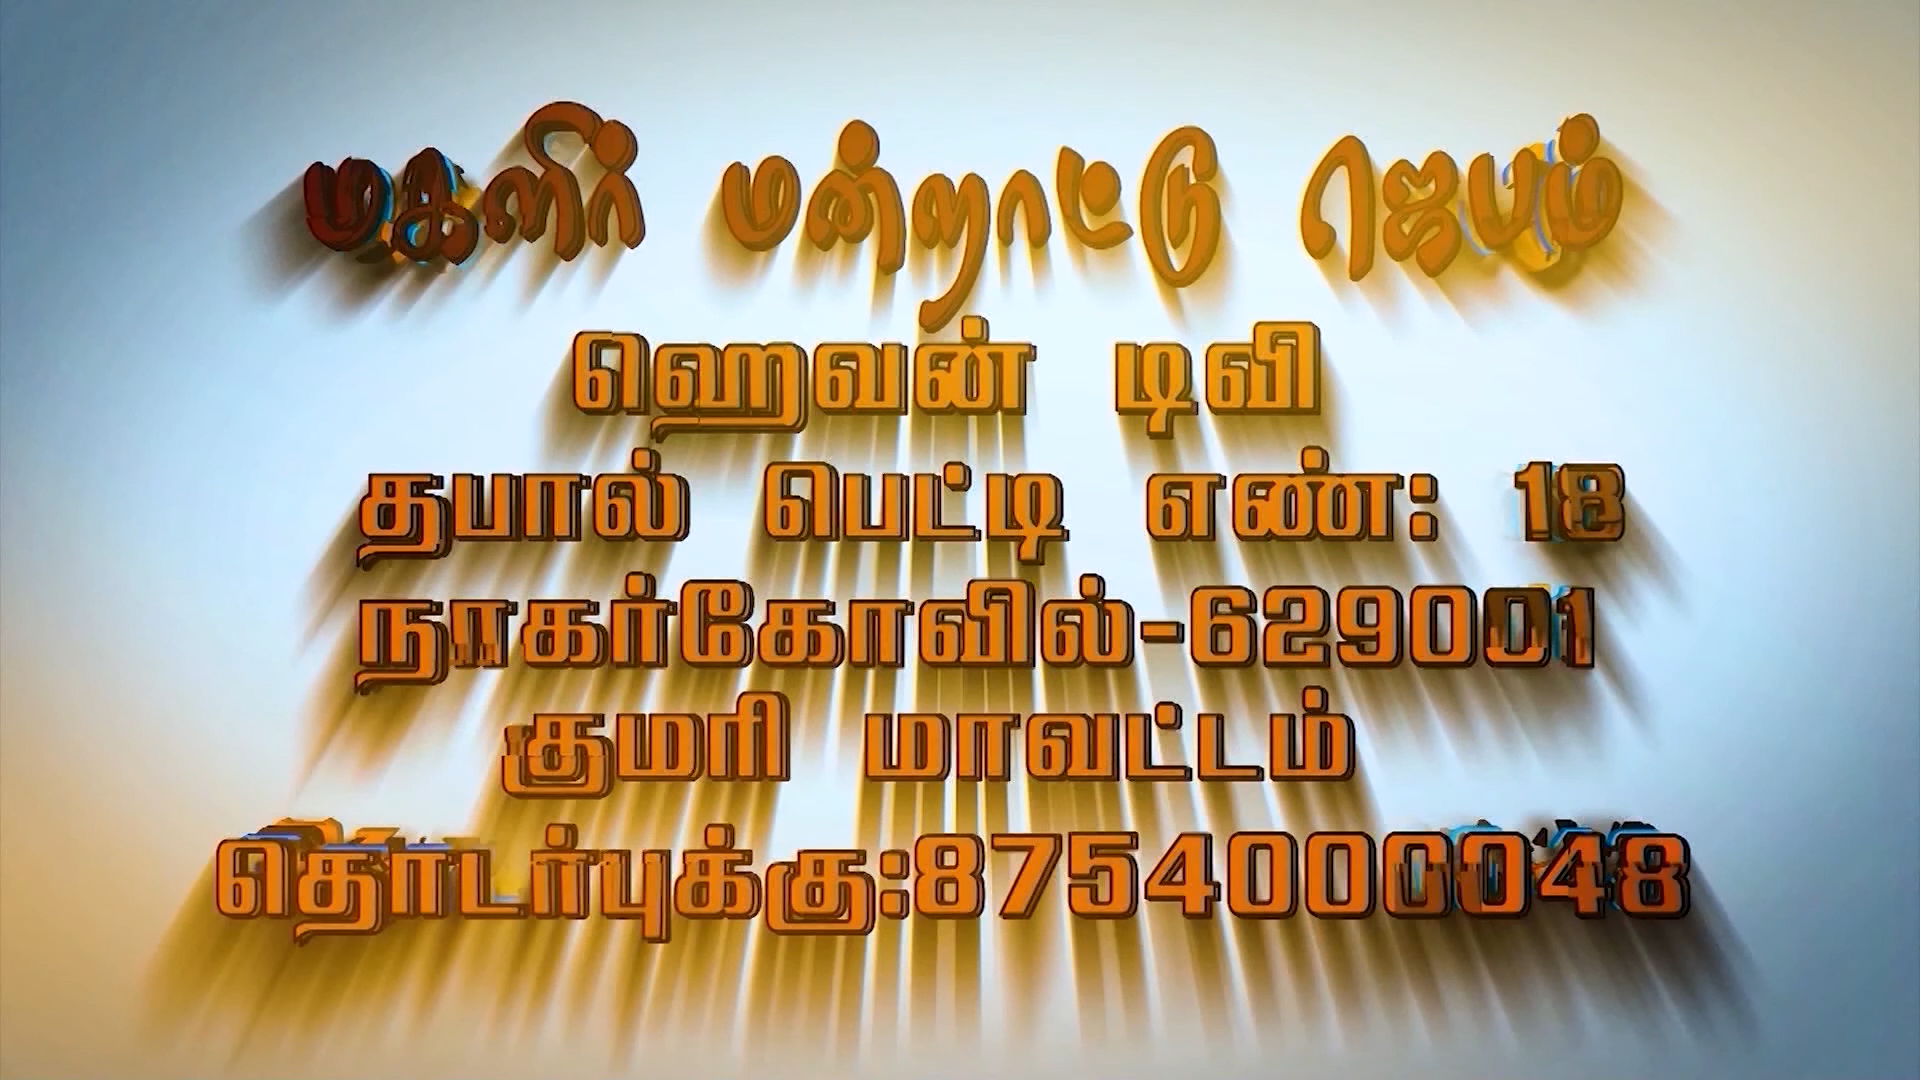 மகளிர் மன்றாட்டு ஜெபம்
ஹெவன் டிவி
தபால் பெட்டி எண்: 18
நாகர்கோவில்-629001
குமரி மாவட்டம்
தொடர்புக்கு:8754000048